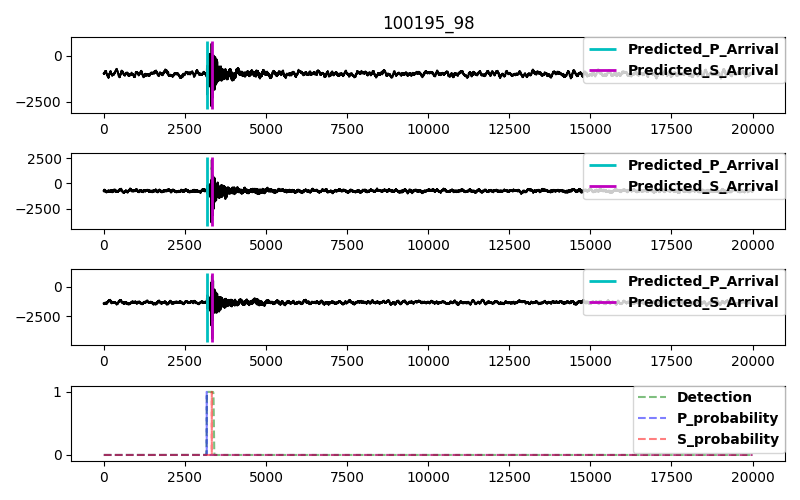 100195_98
0
−2500
Predicted_P_Arrival
Predicted_S_Arrival
0 2500 5000 7500 10000 12500 15000 17500 20000
2500
0
−2500
Predicted_P_Arrival
Predicted_S_Arrival
0 2500 5000 7500 10000 12500 15000 17500 20000
0
−2500
Predicted_P_Arrival
Predicted_S_Arrival
0 2500 5000 7500 10000 12500 15000 17500 20000
1
0
Detection
P_probability
S_probability
0 2500 5000 7500 10000 12500 15000 17500 20000